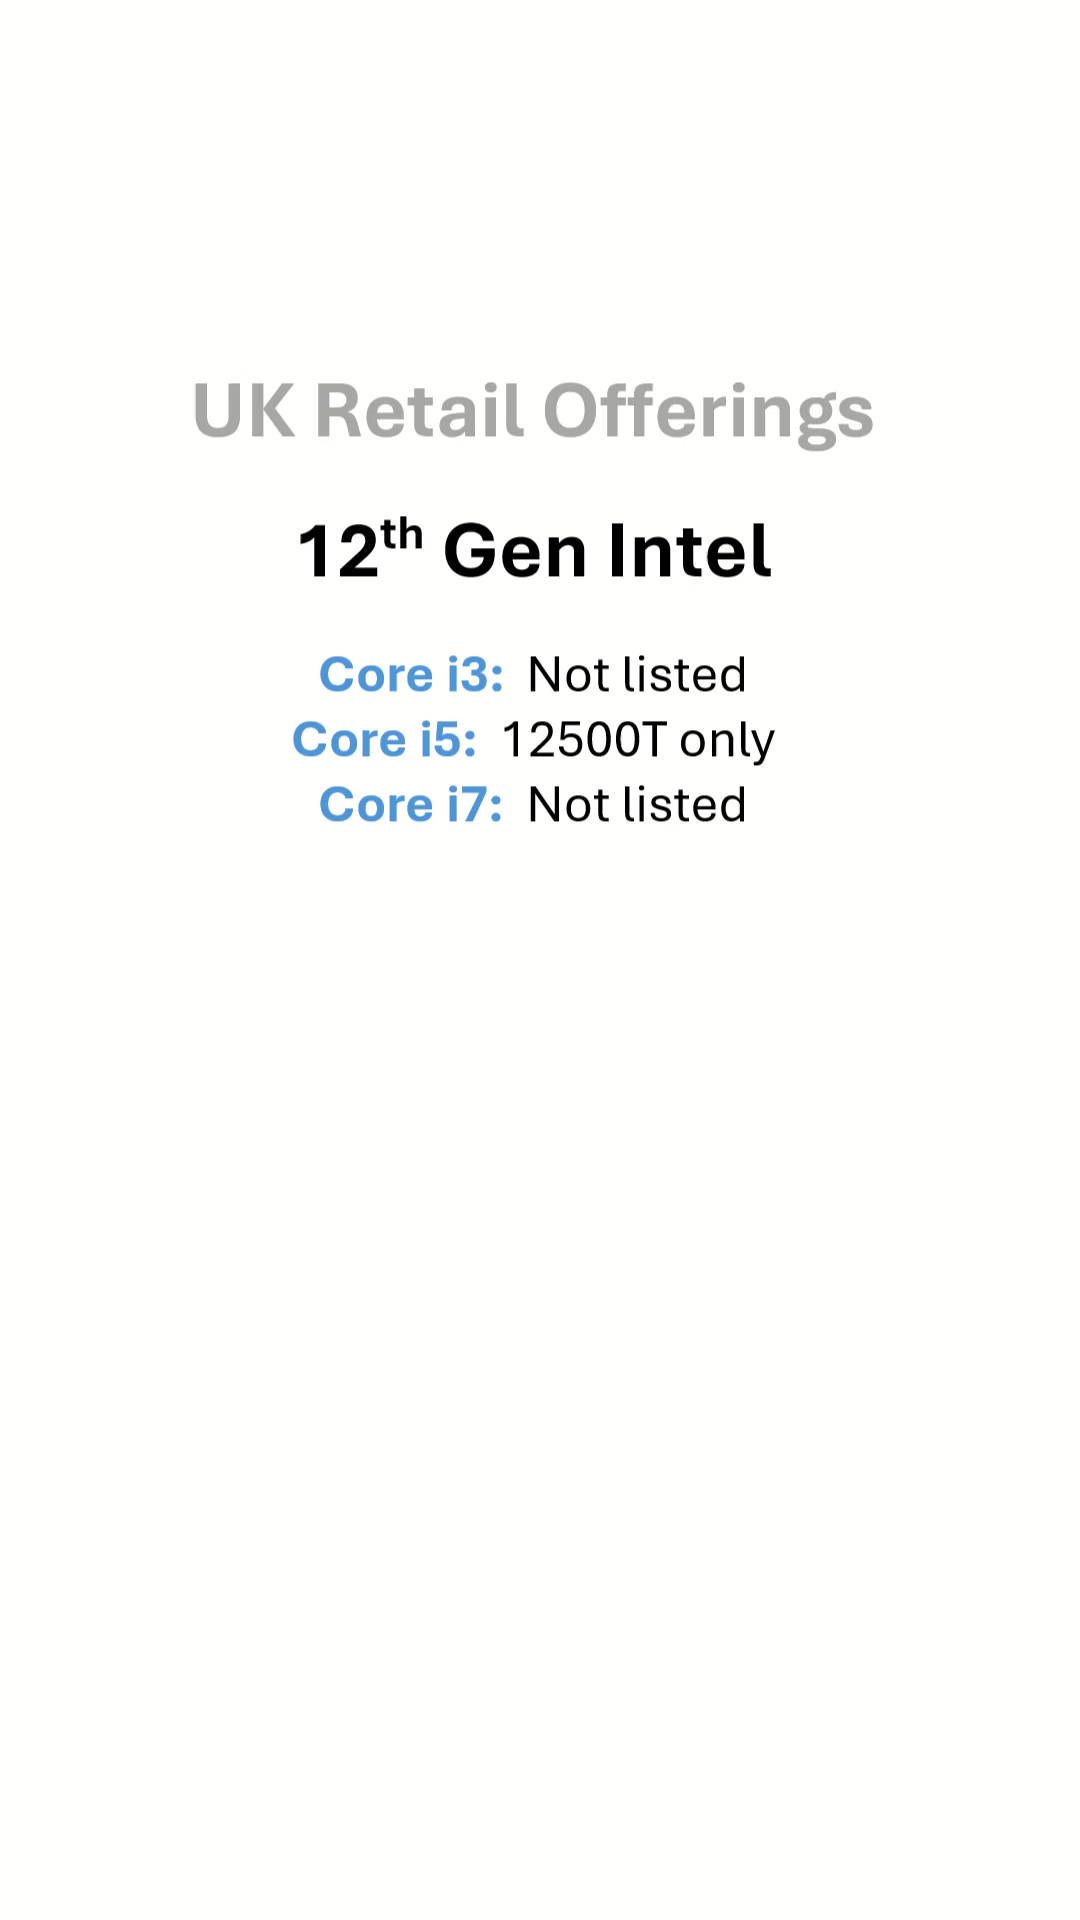 UK Retail Offerings
12th Gen Intel
Core i3: Not listed
Core i5: 12500T only
Core i7: Not listed